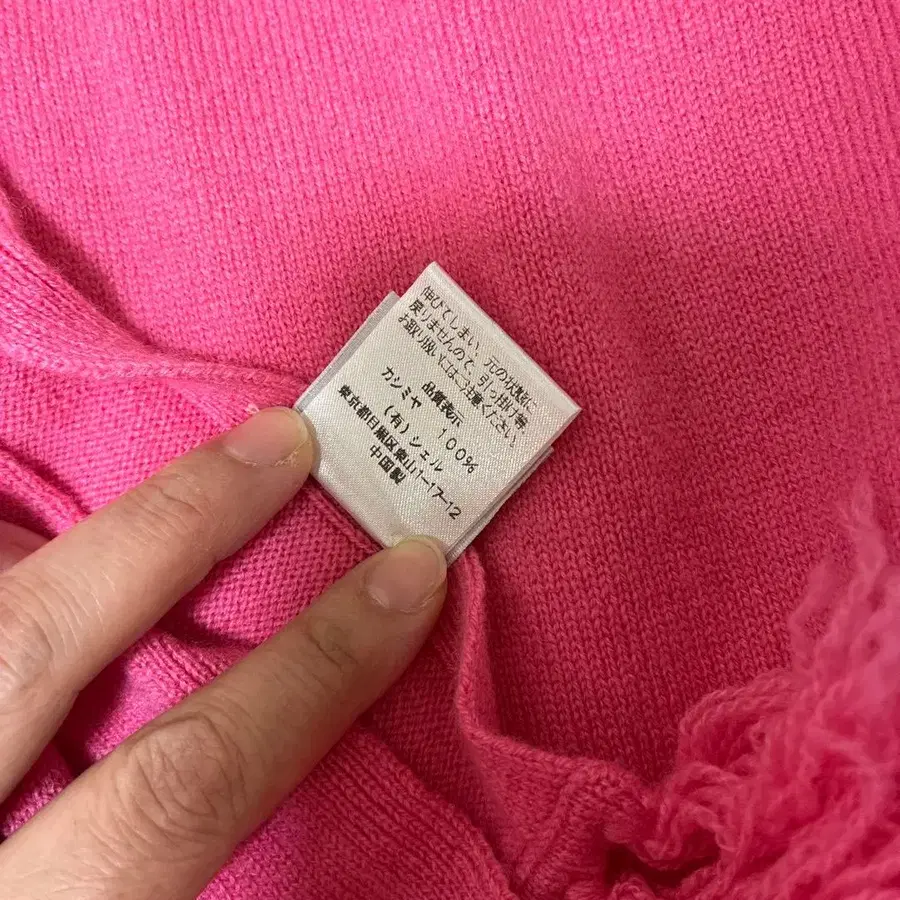 伸びてしまい、元の状態に
戻りませんので、引っ掛け等
お取り扱いにはご注意ください。
品質表示
カシミヤ 100%
(有)シェル
東京都目黒区東山1-17-12
中国製